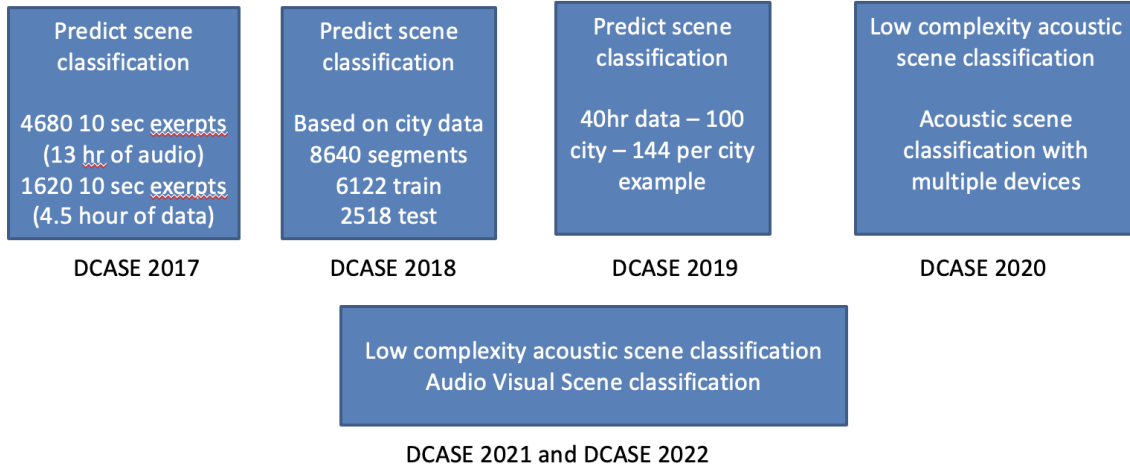 Predict scene
classification
4680 10 sec exerpts
(13 hr of audio)
1620 10 sec exerpts
(4.5 hour of data)
DCASE 2017
Predict scene
classification
Based on city data
8640 segments
6122 train
2518 test
DCASE 2018
Predict scene
classification
40hr data – 100
city – 144 per city
example
DCASE 2019
Low complexity acoustic
scene classification
Acoustic scene
classification with
multiple devices
DCASE 2020
Low complexity acoustic scene classification
Audio Visual Scene classification
DCASE 2021 and DCASE 2022